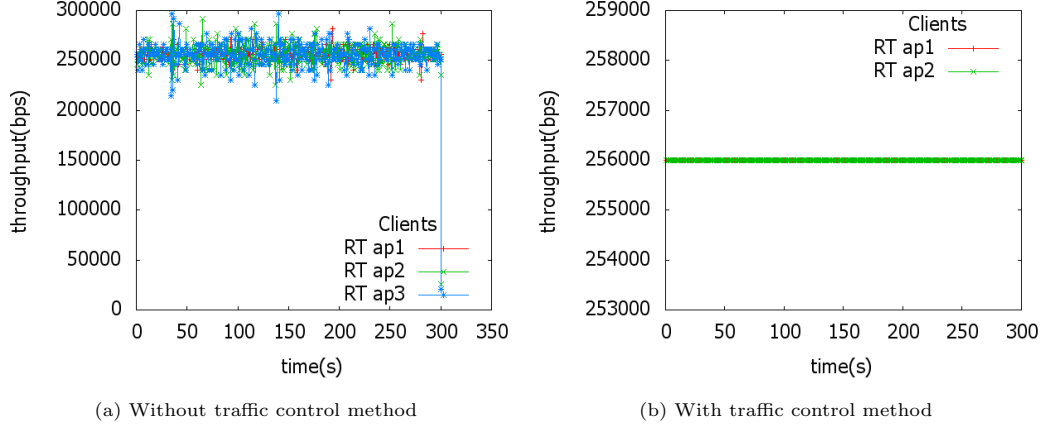 300000
250000
200000
150000
100000
50000
0
throughput(bps)
Clients
RT ap1
RT ap2
RT ap3
0 50 100 150 200 250 300 350
time(s)
(a) Without traffic control method
259000
258000
257000
256000
255000
254000
253000
throughput(bps)
Clients
RT ap1
RT ap2
0 50 100 150 200 250 300
time(s)
(b) With traffic control method